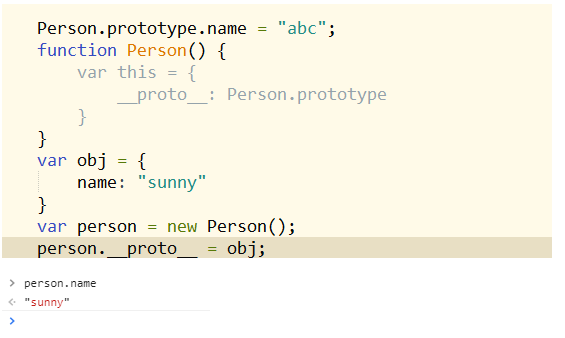 Person.prototype.name = "abc";
function Person() {
    var this = {
        __proto__: Person.prototype
    }
}
var obj = {
    name: "sunny"
}
var person = new Person();
person.__proto__ = obj;
> person.name
< "sunny"
>